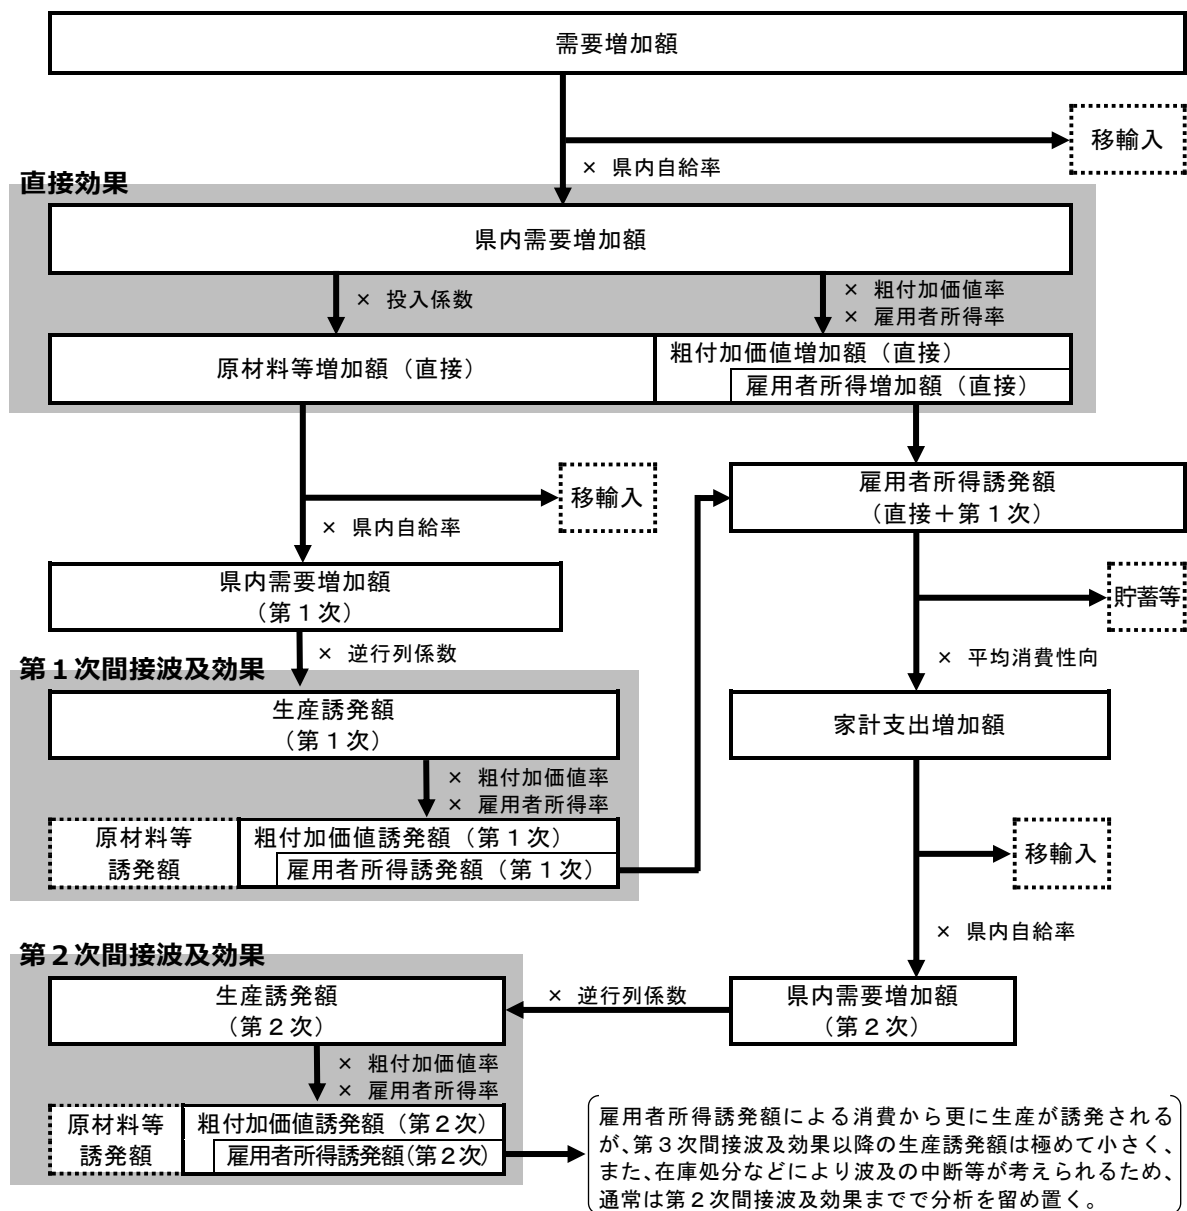 需要増加額
移輸入
× 県内自給率
直接効果
県内需要増加額
× 投入係数
× 粗付加価値率
× 雇用者所得率
原材料等増加額（直接）
粗付加価値増加額（直接）
雇用者所得増加額（直接）
移輸入
× 県内自給率
雇用者所得誘発額
（直接＋第１次）
県内需要増加額
（第１次）
貯蓄等
× 逆行列係数
× 平均消費性向
第１次間接波及効果
生産誘発額
（第１次）
家計支出増加額
× 粗付加価値率
× 雇用者所得率
原材料等
誘発額
粗付加価値誘発額（第１次）
雇用者所得誘発額（第１次）
移輸入
× 県内自給率
第２次間接波及効果
生産誘発額
（第２次）
× 逆行列係数
県内需要増加額
（第２次）
× 粗付加価値率
× 雇用者所得率
原材料等
誘発額
粗付加価値誘発額（第２次）
雇用者所得誘発額（第２次）
雇用者所得誘発額による消費から更に生産が誘発される
が、第３次間接波及効果以降の生産誘発額は極めて小さく、
また、在庫処分などにより波及の中断等が考えられるため、
通常は第２次間接波及効果までで分析を留め置く。